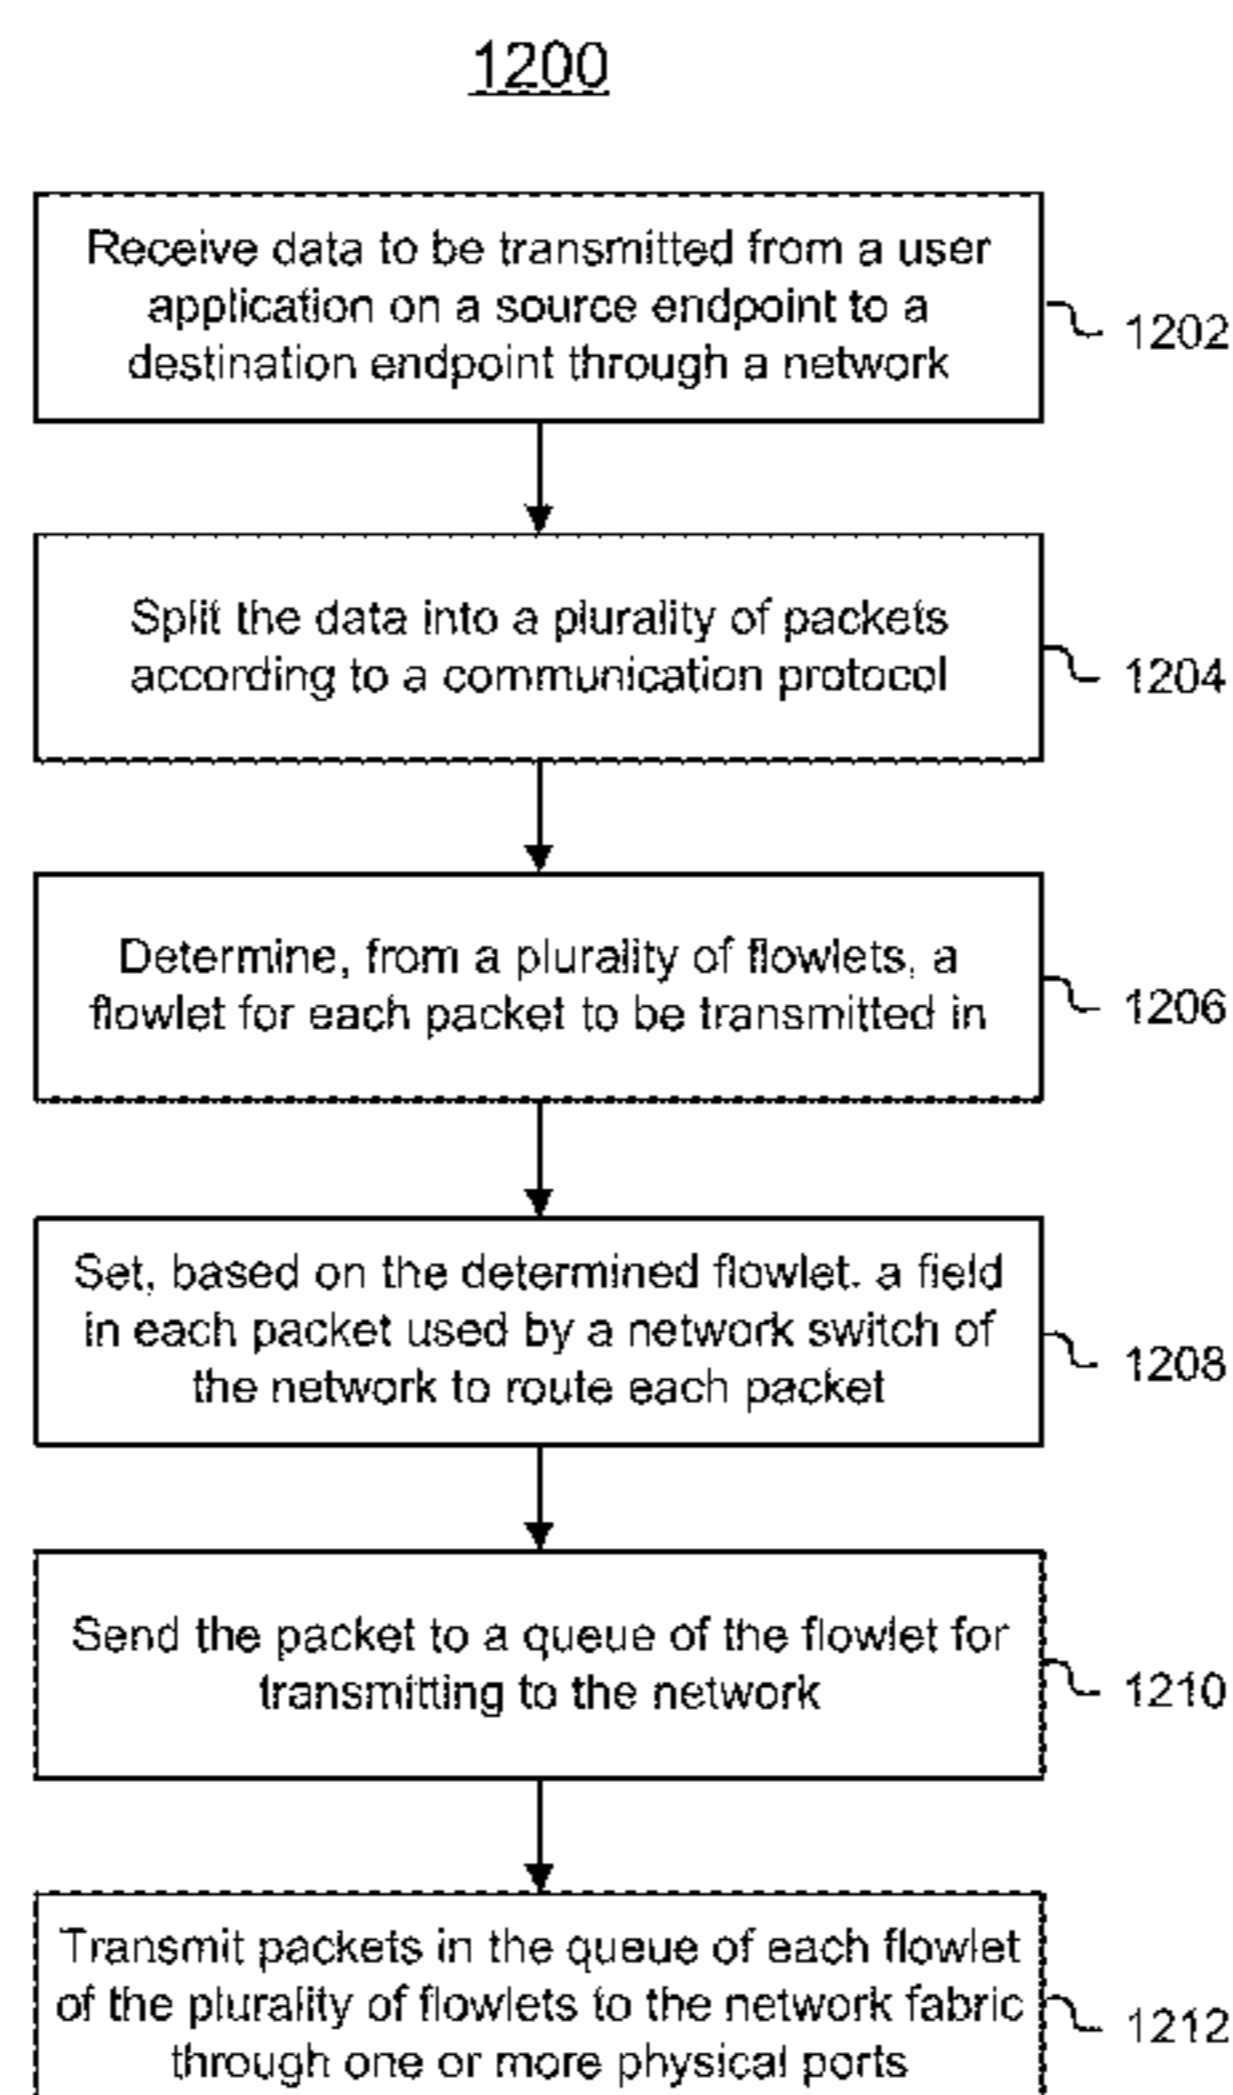 1200
Receive data to be transmitted from a user
application on a source endpoint to a
destination endpoint through a network
1202
Split the data into a plurality of packets
according to a communication protocol
1204
Determine, from a plurality of flowlets, a
flowlet for each packet to be transmitted in
1206
Set, based on the determined flowlet. a field
in each packet used by a network switch of
the network to route each packet
1208
Send the packet to a queue of the flowlet for
transmitting to the network
1210
Transmit packets in the queue of each flowlet
of the plurality of flowlets to the network fabric
through one or more physical ports
1212